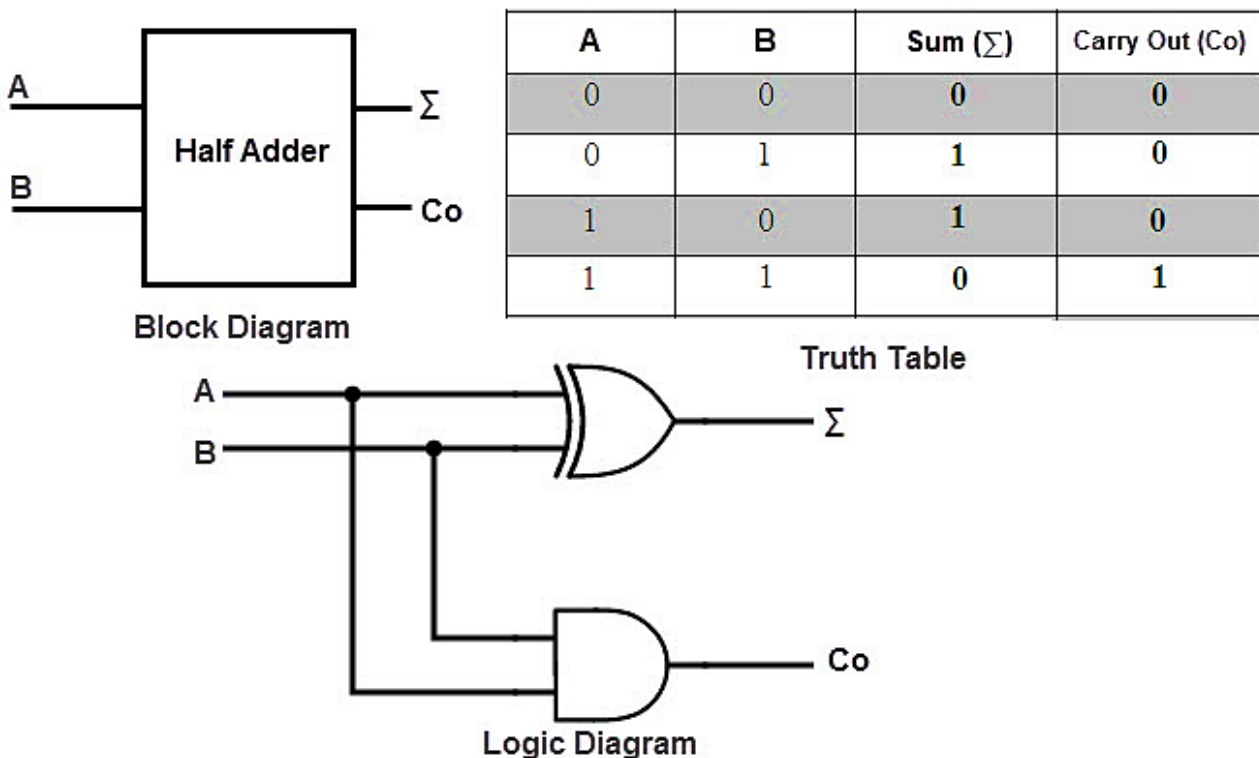 A
Σ
Half Adder
B
Co
Block Diagram
A B Sum (∑) Carry Out (Co)
0 0 0 0
0 1 1 0
1 0 1 0
1 1 0 1
Truth Table
A
Σ
B
Co
Logic Diagram